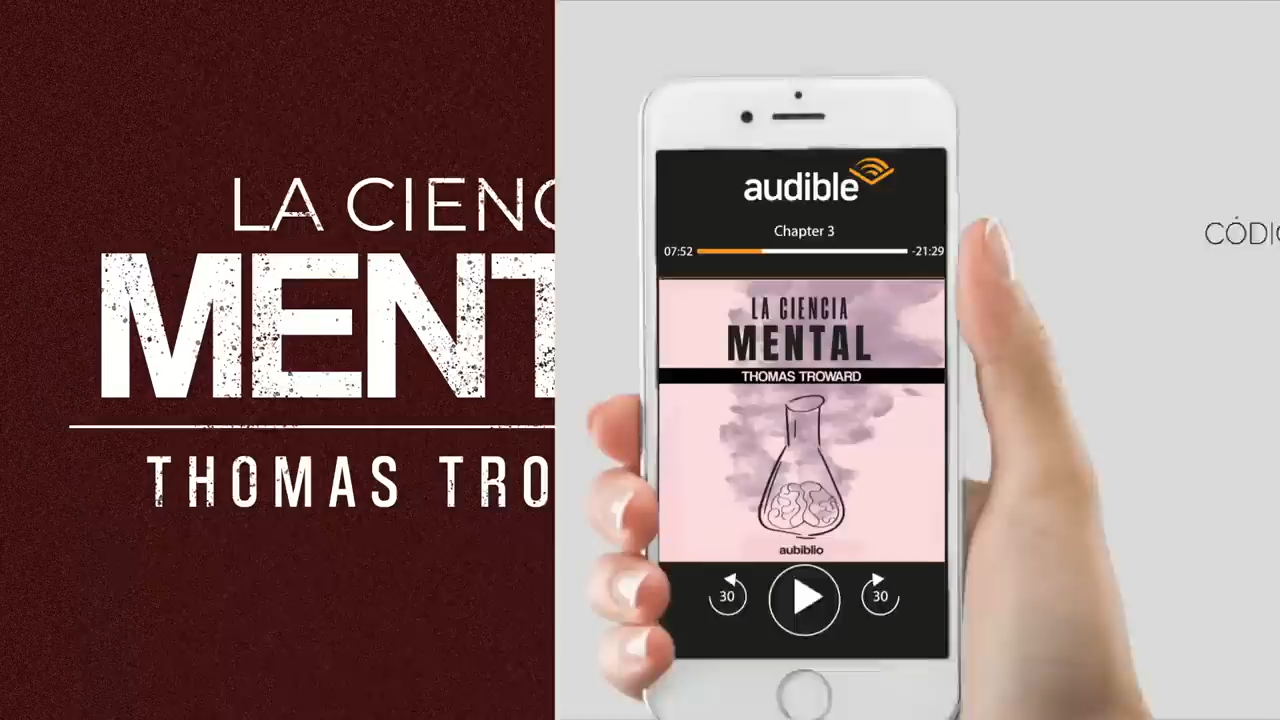 LA CIENC
MENT
THOMAS TRO
audible
Chapter 3
07:52
-21:29
LA CIENCIA
MENTAL
THOMAS TROWARD
aubiblio
30
30
CÓDIG